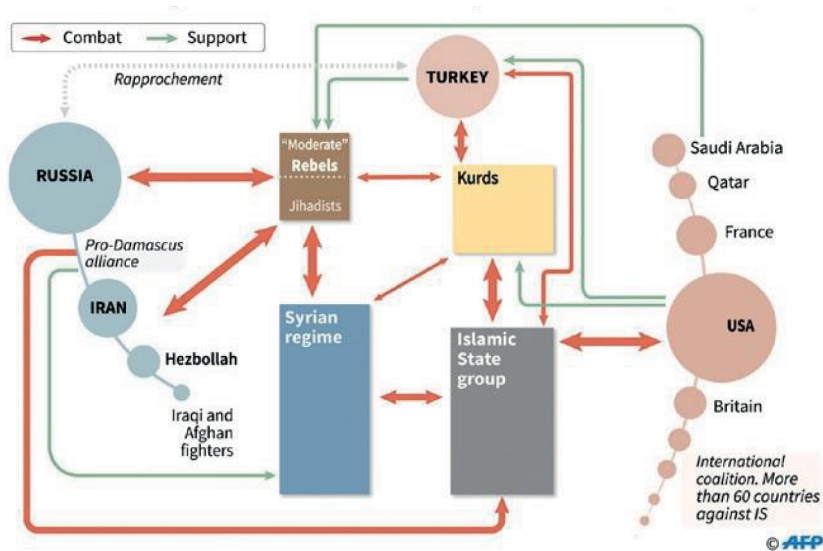 Combat
Support
Rapprochement
TURKEY
RUSSIA
"Moderate"
Rebels
Jihadists
Kurds
Saudi Arabia
Qatar
France
Pro-Damascus
alliance
IRAN
Hezbollah
Iraqi and
Afghan
fighters
Syrian
regime
Islamic
State
group
USA
Britain
International
coalition. More
than 60 countries
against IS
© AFP